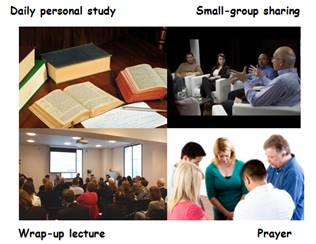 Daily personal study
Small-group sharing
Wrap-up lecture
Prayer